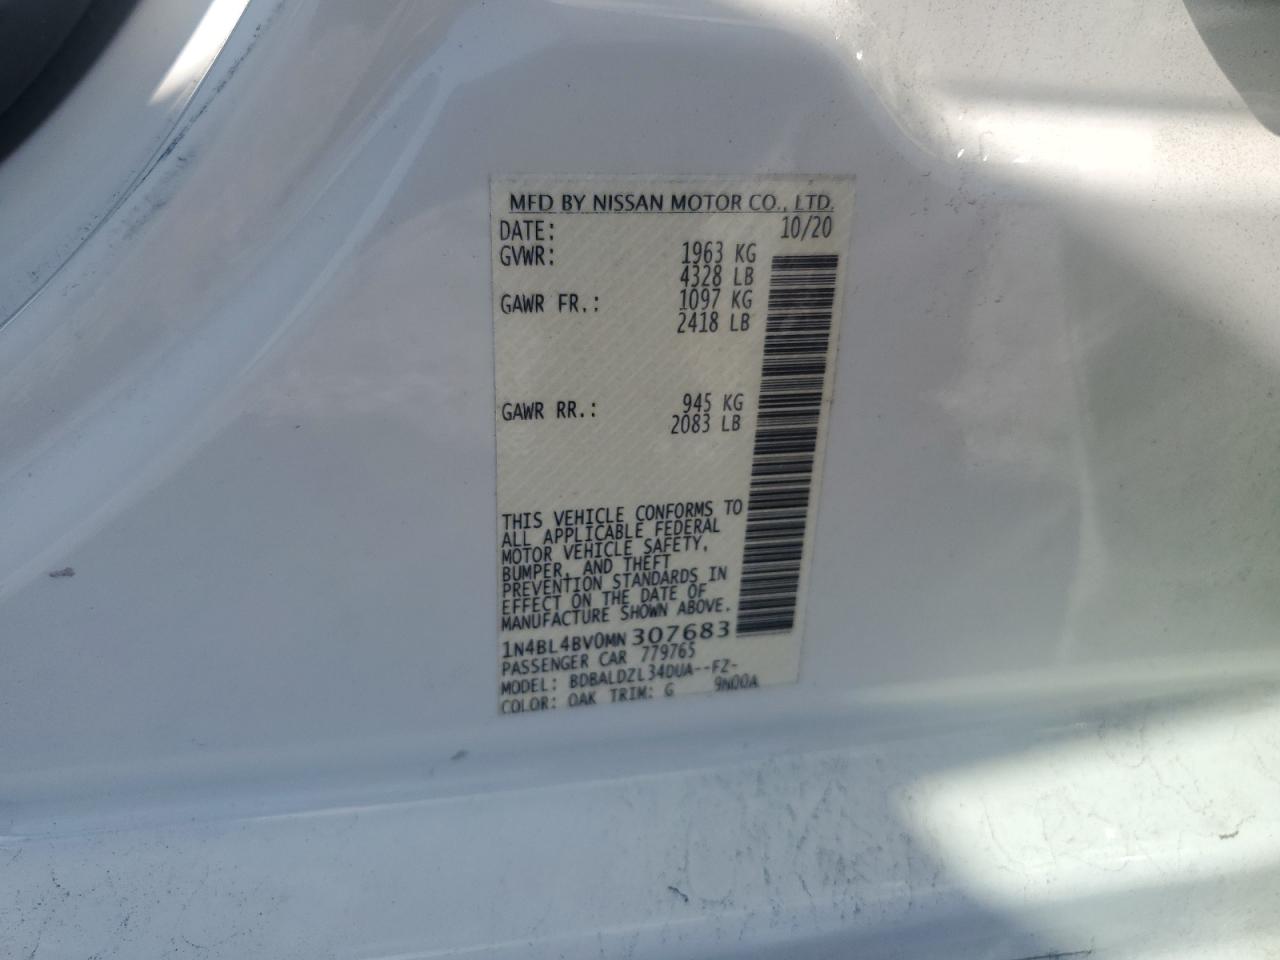 MFD BY NISSAN MOTOR CO., LTD.
DATE: 10/20
GVWR: 1963 KG
4328 LB
GAWR FR.: 1097 KG
2418 LB
GAWR RR.: 945 KG
2083 LB
THIS VEHICLE CONFORMS TO
ALL APPLICABLE FEDERAL
MOTOR VEHICLE SAFETY,
BUMPER, AND THEFT
PREVENTION STANDARDS IN
EFFECT ON THE DATE OF
MANUFACTURE SHOWN ABOVE.
1N4BL4BV0MN307683
PASSENGER CAR 779765
MODEL: BDBALDZL34DUA--FZ-
COLOR: QAK TRIM: G 9N00A